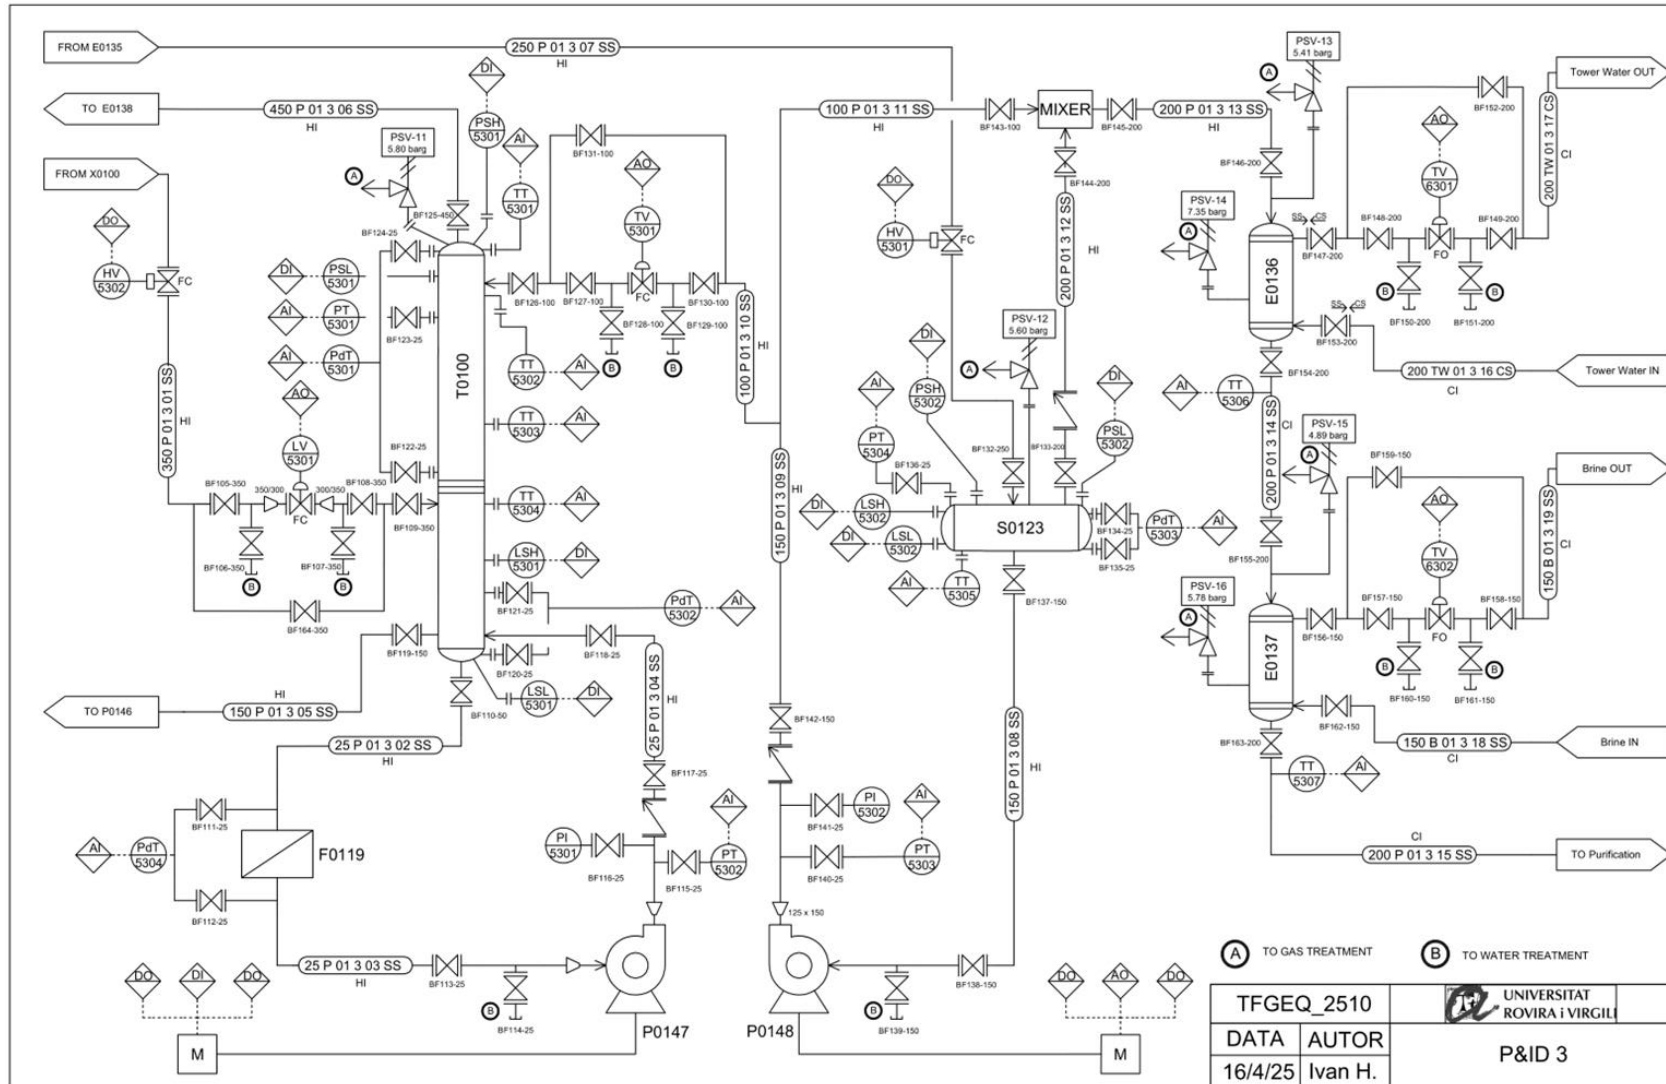 FROM E0135
250 P 01 3 07 SS
HI
TO E0138
450 P 01 3 06 SS
HI
FROM X0100
DO
HV
5302
FC
350 P 01 3 01 SS
HI
PSV-11
5.80 barg
A
DI
PSH
5301
AI
TT
5301
BF125-450
BF124-25
DI
PSL
5301
AI
PT
5301
BF123-25
AI
PdT
5301
AO
LV
5301
FC
BF122-25
BF105-350
350/300
300/350
BF108-350
BF109-350
BF106-350
BF107-350
B
B
BF164-350
T0100
BF131-100
AO
TV
5301
FC
BF126-100
BF127-100
BF130-100
BF128-100
BF129-100
B
B
100 P 01 3 10 SS
HI
TT
5302
AI
TT
5303
AI
TT
5304
AI
LSH
5301
DI
BF121-25
PdT
5302
AI
BF119-150
BF118-25
BF120-25
LSL
5301
DI
BF110-50
TO P0146
HI
150 P 01 3 05 SS
25 P 01 3 02 SS
HI
25 P 01 3 04 SS
HI
BF117-25
BF111-25
AI
PdT
5304
F0119
BF112-25
PI
5301
BF116-25
BF115-25
AI
PT
5302
25 P 01 3 03 SS
HI
BF113-25
B
BF114-25
P0147
DO
DI
DO
M
100 P 01 3 11 SS
HI
BF143-100
MIXER
BF145-200
200 P 01 3 13 SS
HI
BF144-200
200 P 01 3 12 SS
HI
DO
HV
5301
FC
PSV-12
5.60 barg
A
DI
PSH
5302
AI
PT
5304
BF136-25
BF132-250
BF133-200
DI
PSL
5302
DI
LSH
5302
DI
LSL
5302
S0123
BF134-25
BF135-25
PdT
5303
AI
AI
TT
5305
BF137-150
150 P 01 3 09 SS
HI
BF142-150
BF141-25
PI
5302
BF140-25
AI
PT
5303
150 P 01 3 08 SS
HI
125 x 150
P0148
BF138-150
B
BF139-150
DO
AO
DO
M
PSV-13
5.41 barg
A
BF146-200
PSV-14
7.35 barg
A
E0136
SS
CS
BF147-200
BF148-200
BF149-200
BF152-200
AO
TV
6301
FO
BF150-200
BF151-200
B
B
Tower Water OUT
200 TW 01 3 17 CS
CI
SS
CS
BF153-200
200 TW 01 3 16 CS
CI
Tower Water IN
BF154-200
AI
TT
5306
200 P 01 3 14 SS
CI
PSV-15
4.89 barg
A
BF155-200
PSV-16
5.78 barg
A
E0137
BF156-150
BF157-150
BF158-150
BF159-150
AO
TV
6302
FO
BF160-150
BF161-150
B
B
Brine OUT
150 B 01 3 19 SS
CI
BF162-150
150 B 01 3 18 SS
CI
Brine IN
BF163-200
TT
5307
AI
CI
200 P 01 3 15 SS
TO Purification
A TO GAS TREATMENT
B TO WATER TREATMENT
TFGEQ_2510
UNIVERSITAT
ROVIRA i VIRGILI
DATA AUTOR
16/4/25 Ivan H.
P&ID 3